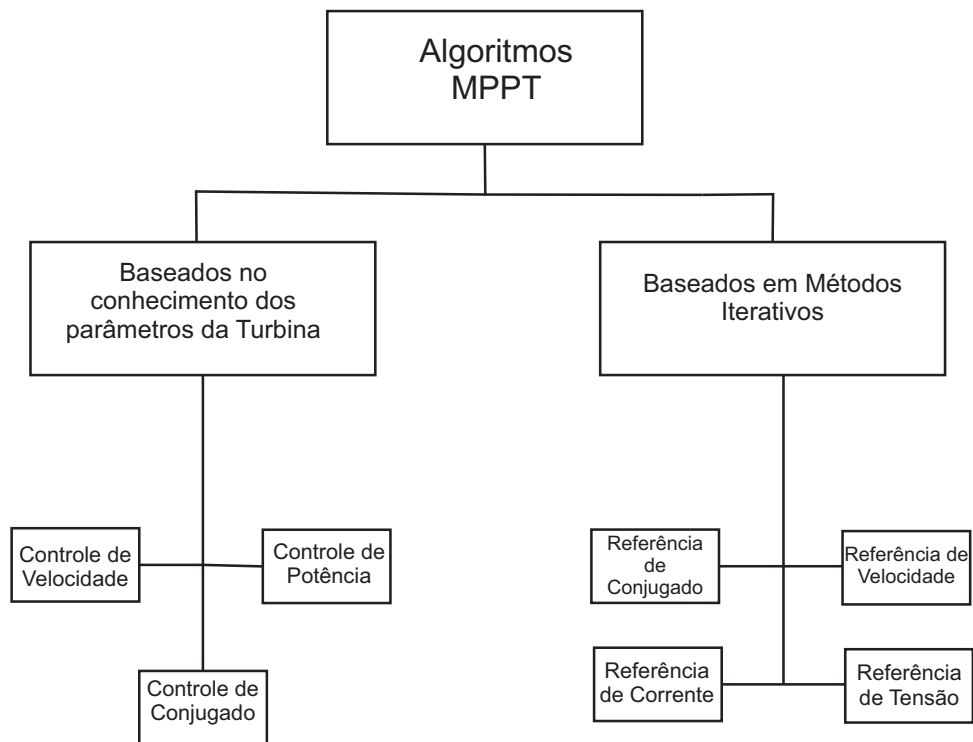 Algoritmos
MPPT
Baseados no
conhecimento dos
parâmetros da Turbina
Baseados em Métodos
Iterativos
Controle de
Velocidade
Controle de
Potência
Controle de
Conjugado
Referência
de
Conjugado
Referência de
Velocidade
Referência
de Corrente
Referência
de Tensão